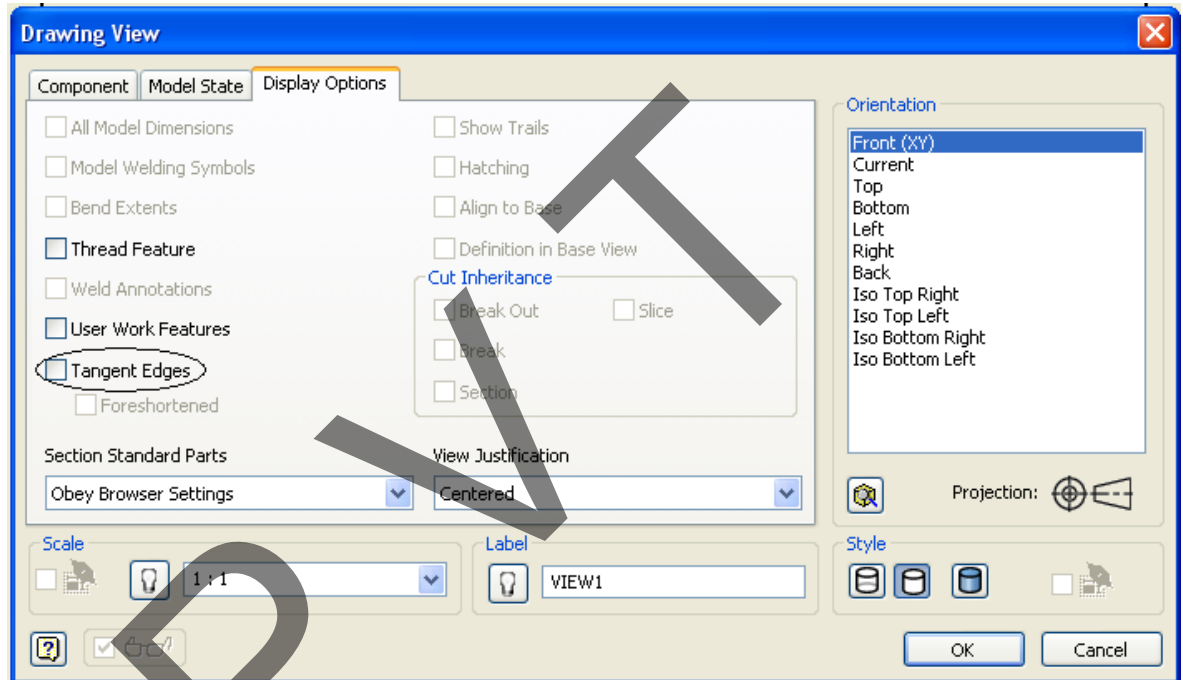 Drawing View
Component Model State Display Options
All Model Dimensions
Model Welding Symbols
Bend Extents
Thread Feature
Weld Annotations
User Work Features
Tangent Edges
Foreshortened
Show Trails
Hatching
Align to Base
Definition in Base View
Cut Inheritance
Break Out Slice
Break
Section
Section Standard Parts
Obey Browser Settings
View Justification
Centered
Orientation
Front (XY)
Current
Top
Bottom
Left
Right
Back
Iso Top Right
Iso Top Left
Iso Bottom Right
Iso Bottom Left
Projection:
Scale
1 : 1
Label
VIEW1
Style
OK Cancel
D V T